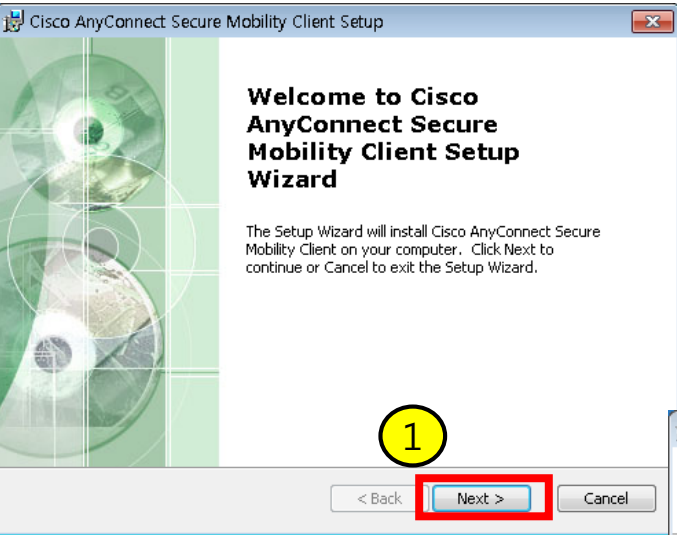 Cisco AnyConnect Secure Mobility Client Setup
Welcome to Cisco
AnyConnect Secure
Mobility Client Setup
Wizard
The Setup Wizard will install Cisco AnyConnect Secure
Mobility Client on your computer. Click Next to
continue or Cancel to exit the Setup Wizard.
1
< Back Next > Cancel